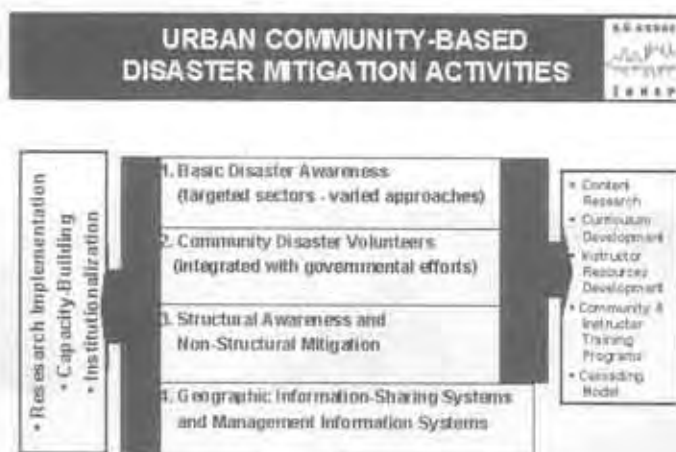 URBAN COMMUNITY-BASED
DISASTER MITIGATION ACTIVITIES
• Research Implementation
• Capacity-Building
• Institutionalization
1. Basic Disaster Awareness
(targeted sectors - varied approaches)
2. Community Disaster Volunteers
(integrated with governmental efforts)
3. Structural Awareness and
Non-Structural Mitigation
4. Geographic Information-Sharing Systems
and Management Information Systems
• Content
Research
• Curriculum
Development
• Instructor
Resources
Development
• Community &
Instructor
Training
Programs
• Cascading
Model